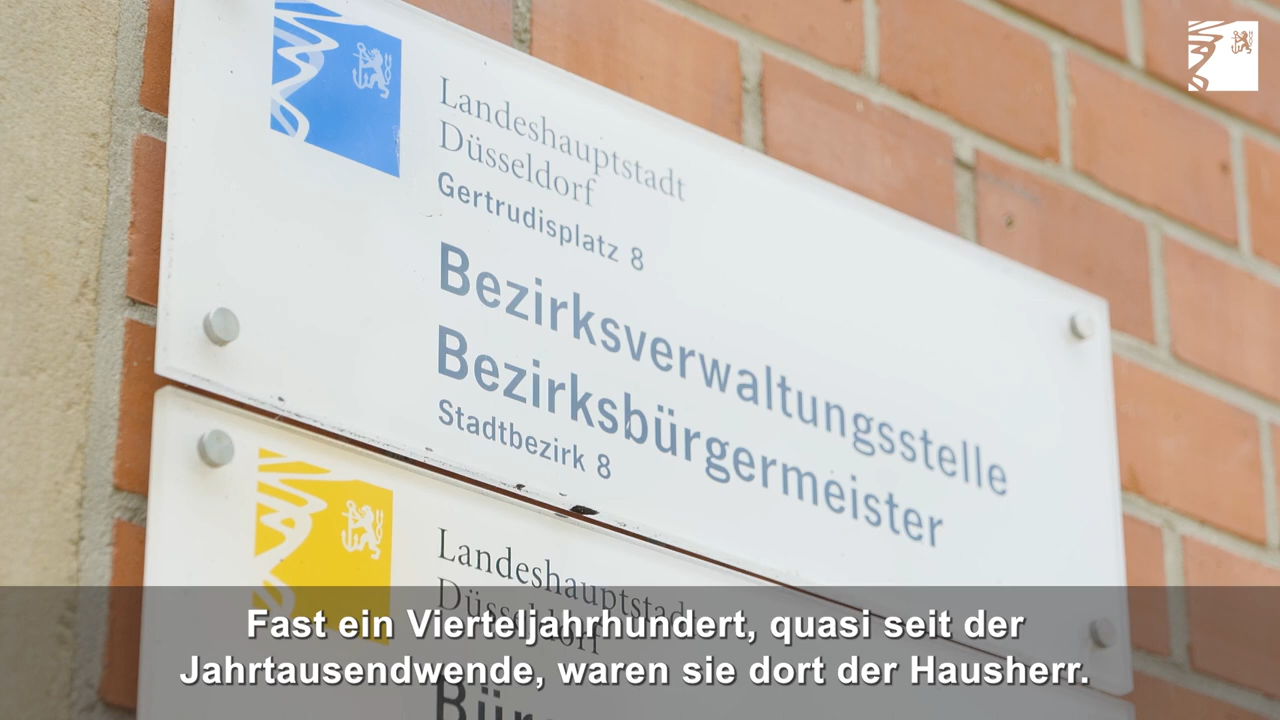 Landeshauptstadt
Düsseldorf
Gertrudisplatz 8
Bezirksverwaltungsstelle
Bezirksbürgermeister
Stadtbezirk 8
Landeshauptstadt
Düsseldorf
Fast ein Vierteljahrhundert, quasi seit der
Jahrtausendwende, waren sie dort der Hausherr.